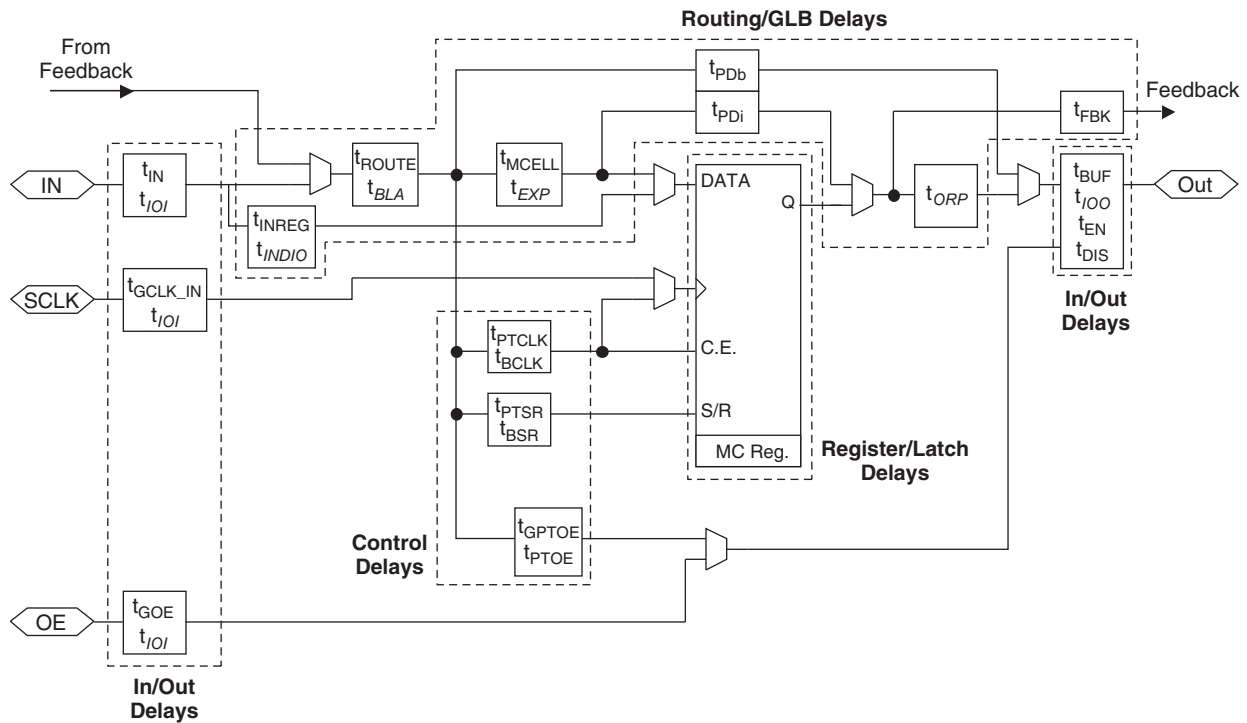 Routing/GLB Delays
From
Feedback
tPDb
tPDi
tFBK
Feedback
IN
tIN
tIOI
tROUTE
tBLA
tMCELL
tEXP
DATA
Q
tORP
tBUF
tIOO
tEN
tDIS
Out
tINREG
tINDIO
SCLK
tGCLK_IN
tIOI
In/Out
Delays
tPTCLK
tBCLK
C.E.
tPTSR
tBSR
S/R
MC Reg.
Register/Latch
Delays
Control
Delays
tGPTOE
tPTOE
OE
tGOE
tIOI
In/Out
Delays